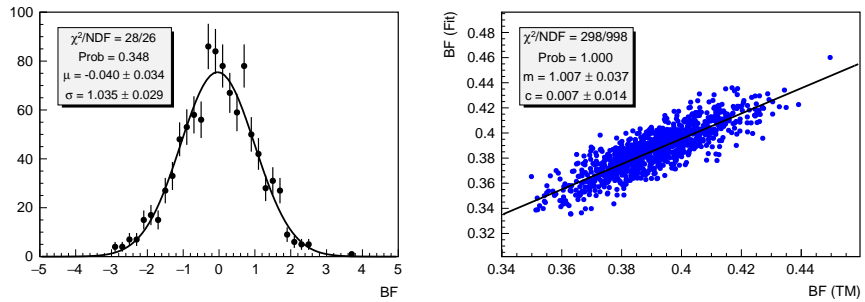 100
80
60
40
20
0
χ²/NDF = 28/26
Prob = 0.348
μ = -0.040 ± 0.034
σ = 1.035 ± 0.029
−5 −4 −3 −2 −1 0 1 2 3 4 5
BF
BF (Fit)
0.48
0.46
0.44
0.42
0.4
0.38
0.36
0.34
0.32
χ²/NDF = 298/998
Prob = 1.000
m = 1.007 ± 0.037
c = 0.007 ± 0.014
0.34 0.36 0.38 0.4 0.42 0.44
BF (TM)